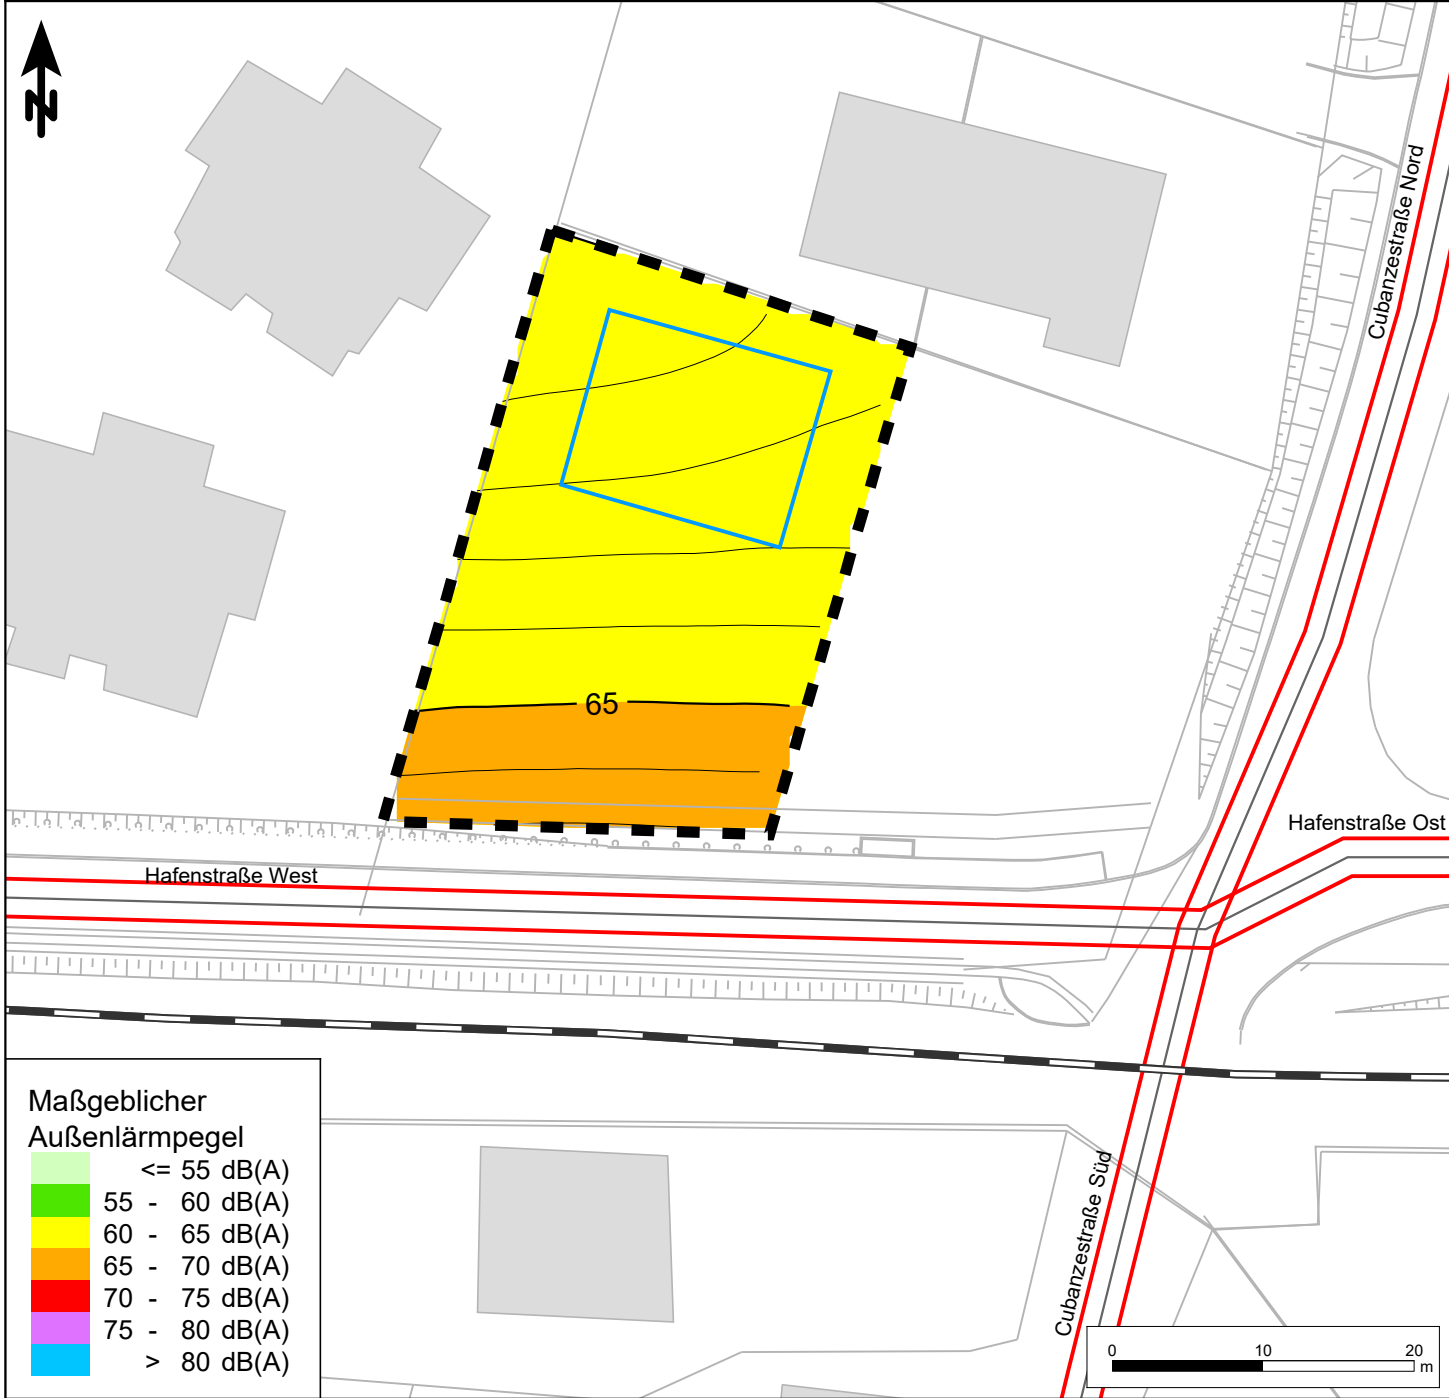 N
Cubanzestraße Nord
65
Hafenstraße Ost
Hafenstraße West
Maßgeblicher
Außenlärmpegel
<= 55 dB(A)
55 - 60 dB(A)
60 - 65 dB(A)
65 - 70 dB(A)
70 - 75 dB(A)
75 - 80 dB(A)
> 80 dB(A)
Cubanzestraße Süd
0 10 20
m